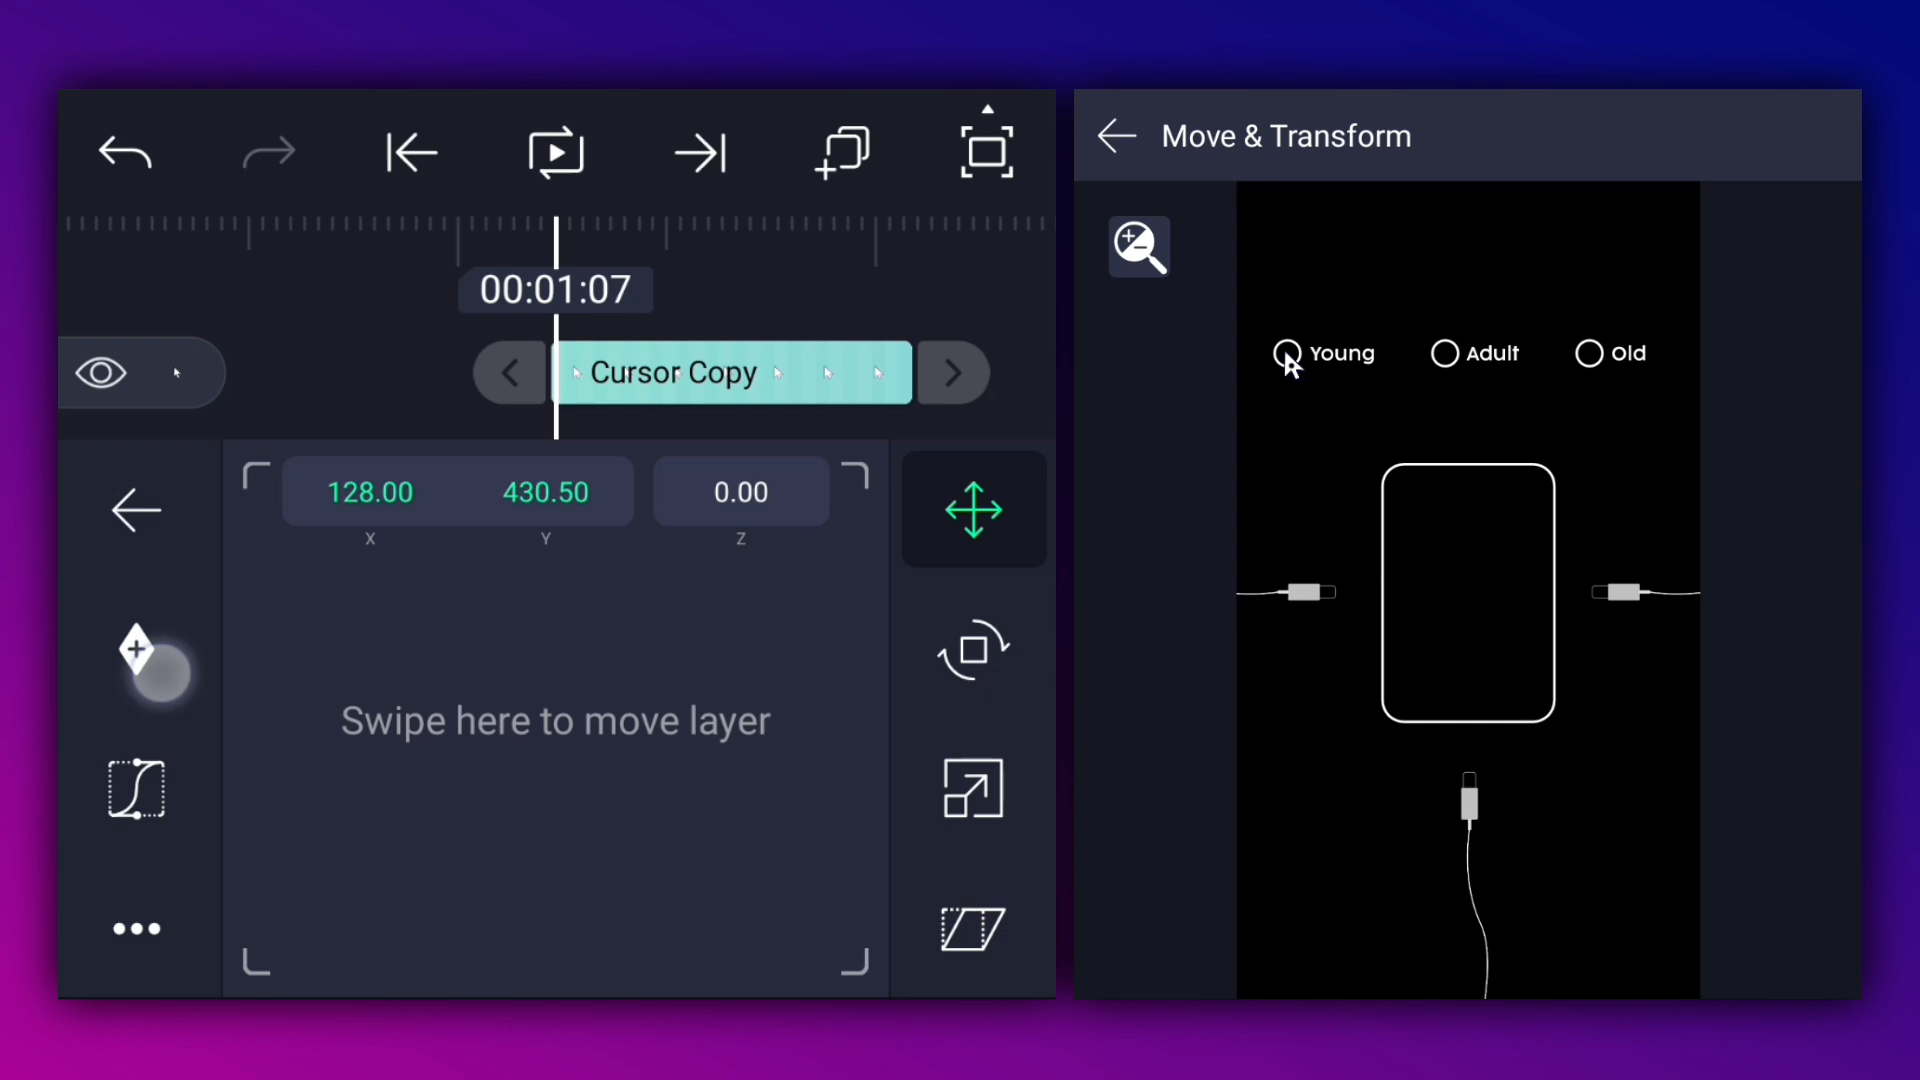 Move & Transform
00:01:07
Cursor Copy
Young
Adult
Old
128.00
430.50
0.00
X
Y
Z
Swipe here to move layer